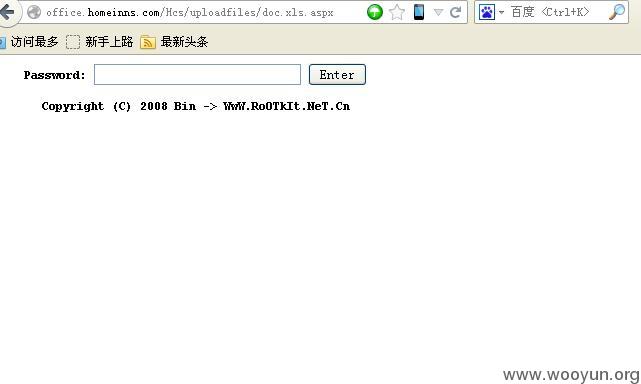 office.homeinns.com/Hcs/uploadfiles/doc.xls.aspx
百度 <Ctrl+K>
访问最多 新手上路 最新头条
Password: Enter
Copyright (C) 2008 Bin -> WwW.RoOTkIt.NeT.Cn
www.wooyun.org